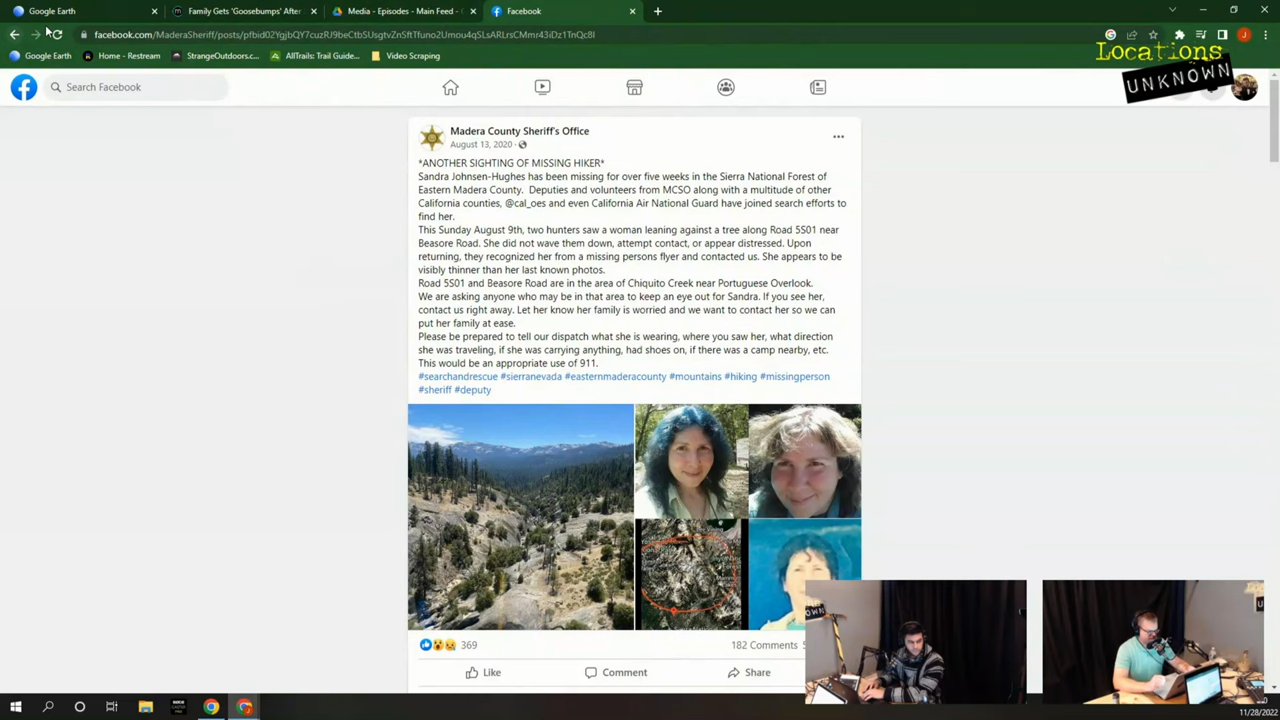 Google Earth
Family Gets 'Goosebumps' After
Media - Episodes - Main Feed -
Facebook
facebook.com/MaderaSheriff/posts/pfbid02YgjbQY7cuzRJ9beCtbSUsgtvZnSftTfuno2Umou4qSLsARLrsCMmr43iDz1TnQc8l
Google Earth
Home - Restream
StrangeOutdoors.c...
AllTrails: Trail Guide...
Video Scraping
Locations
UNKNOWN
Search Facebook
Madera County Sheriff's Office
August 13, 2020 ·
*ANOTHER SIGHTING OF MISSING HIKER*
Sandra Johnsen-Hughes has been missing for over five weeks in the Sierra National Forest of
Eastern Madera County. Deputies and volunteers from MCSO along with a multitude of other
California counties, @cal_oes and even California Air National Guard have joined search efforts to
find her.
This Sunday August 9th, two hunters saw a woman leaning against a tree along Road 5S01 near
Beasore Road. She did not wave them down, attempt contact, or appear distressed. Upon
returning, they recognized her from a missing persons flyer and contacted us. She appears to be
visibly thinner than her last known photos.
Road 5S01 and Beasore Road are in the area of Chiquito Creek near Portuguese Overlook.
We are asking anyone who may be in that area to keep an eye out for Sandra. If you see her,
contact us right away. Let her know her family is worried and we want to contact her so we can
put her family at ease.
Please be prepared to tell our dispatch what she is wearing, where you saw her, what direction
she was traveling, if she was carrying anything, had shoes on, if there was a camp nearby, etc.
This would be an appropriate use of 911.
#searchandrescue #sierranevada #easternmaderacounty #mountains #hiking #missingperson
#sheriff #deputy
369
182 Comments
Like
Comment
Share
11/28/2022